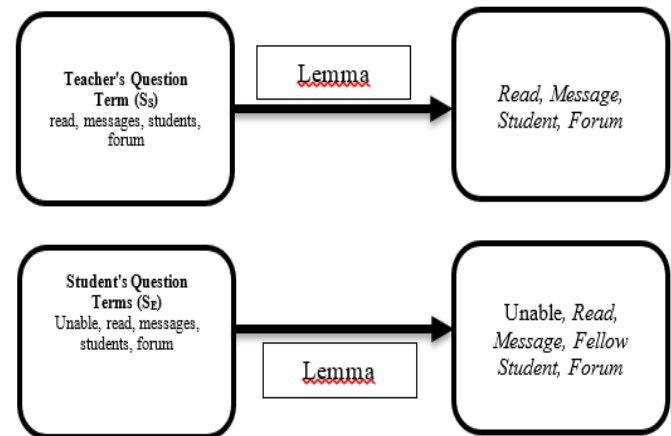 Teacher's Question
Term (SS)
read, messages, students,
forum
Lemma
Read, Message,
Student, Forum
Student's Question
Terms (SE)
Unable, read, messages,
students, forum
Lemma
Unable, Read,
Message, Fellow
Student, Forum